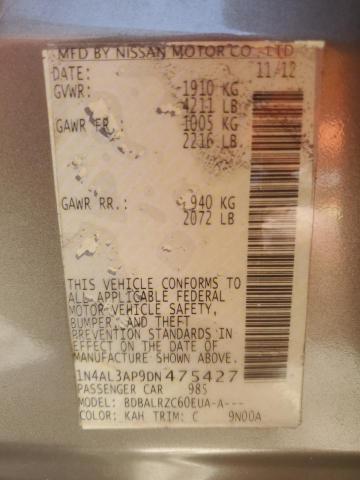 MFD BY NISSAN MOTOR CO.,LTD
DATE: 11/12
GVWR: 1910 KG
4211 LB
GAWR FR.: 1005 KG
2216 LB
GAWR RR.: 940 KG
2072 LB
THIS VEHICLE CONFORMS TO
ALL APPLICABLE FEDERAL
MOTOR VEHICLE SAFETY,
BUMPER, AND THEFT
PREVENTION STANDARDS IN
EFFECT ON THE DATE OF
MANUFACTURE SHOWN ABOVE.
1N4AL3AP9DN475427
PASSENGER CAR 985
MODEL: BDBALRZC60EUA-A---
COLOR: KAH TRIM: C 9N00A